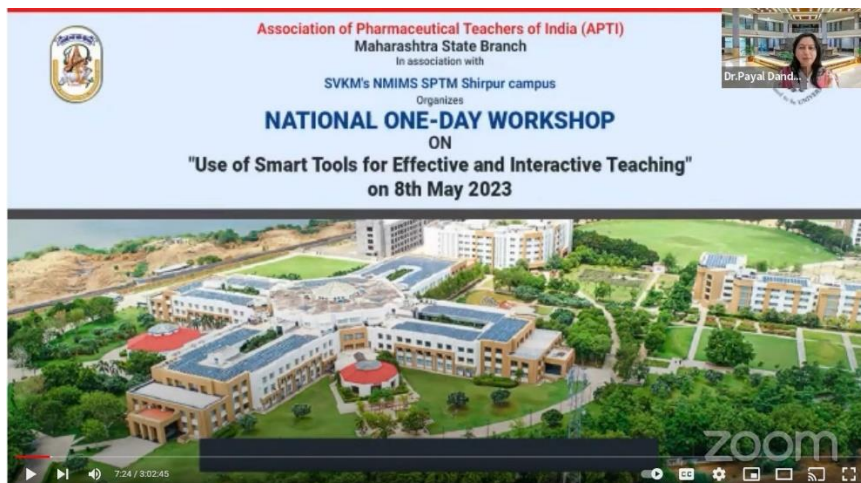 Association of Pharmaceutical Teachers of India (APTI)
Maharashtra State Branch
In association with
SVKM's NMIMS SPTM Shirpur campus
Organizes
NATIONAL ONE-DAY WORKSHOP
ON
"Use of Smart Tools for Effective and Interactive Teaching"
on 8th May 2023
Dr.Payal Dand...
zoom
7:24 / 3:02:45
CC